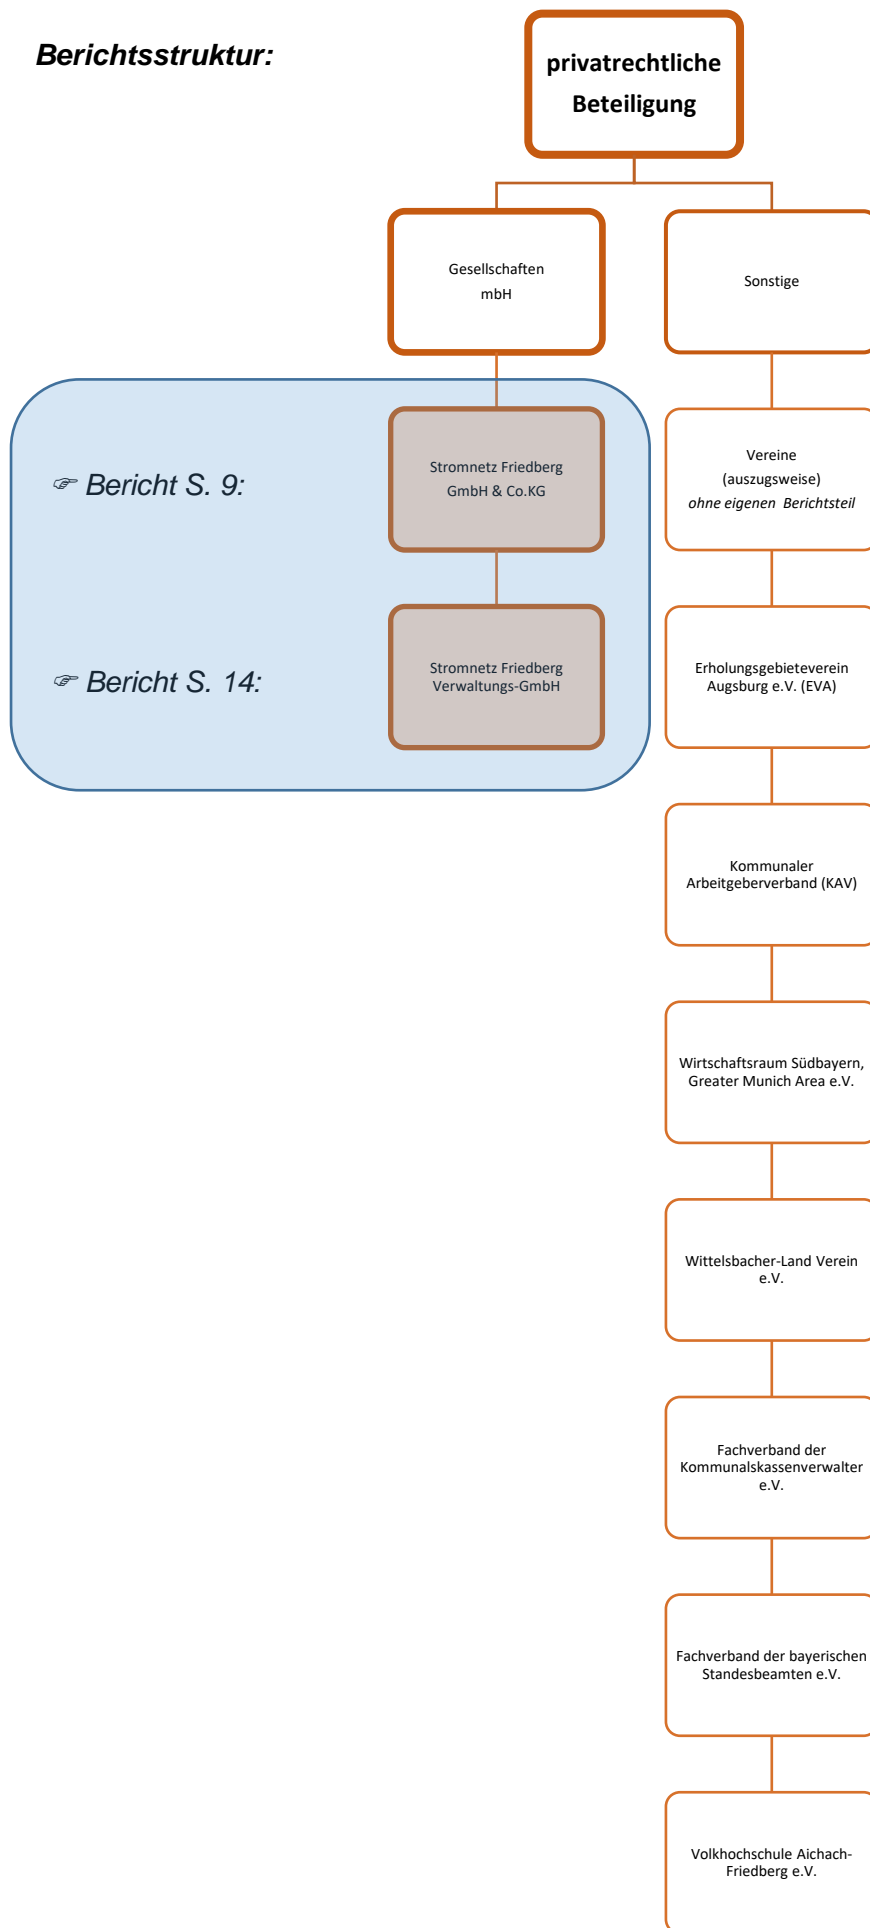 Berichtsstruktur:
privatrechtliche
Beteiligung
Gesellschaften
mbH
Sonstige
☞ Bericht S. 9:
Stromnetz Friedberg
GmbH & Co.KG
Vereine
(auszugsweise)
ohne eigenen Berichtsteil
☞ Bericht S. 14:
Stromnetz Friedberg
Verwaltungs-GmbH
Erholungsgebieteverein
Augsburg e.V. (EVA)
Kommunaler
Arbeitgeberverband (KAV)
Wirtschaftsraum Südbayern,
Greater Munich Area e.V.
Wittelsbacher-Land Verein
e.V.
Fachverband der
Kommunalskassenverwalter
e.V.
Fachverband der bayerischen
Standesbeamten e.V.
Volkhochschule Aichach-
Friedberg e.V.